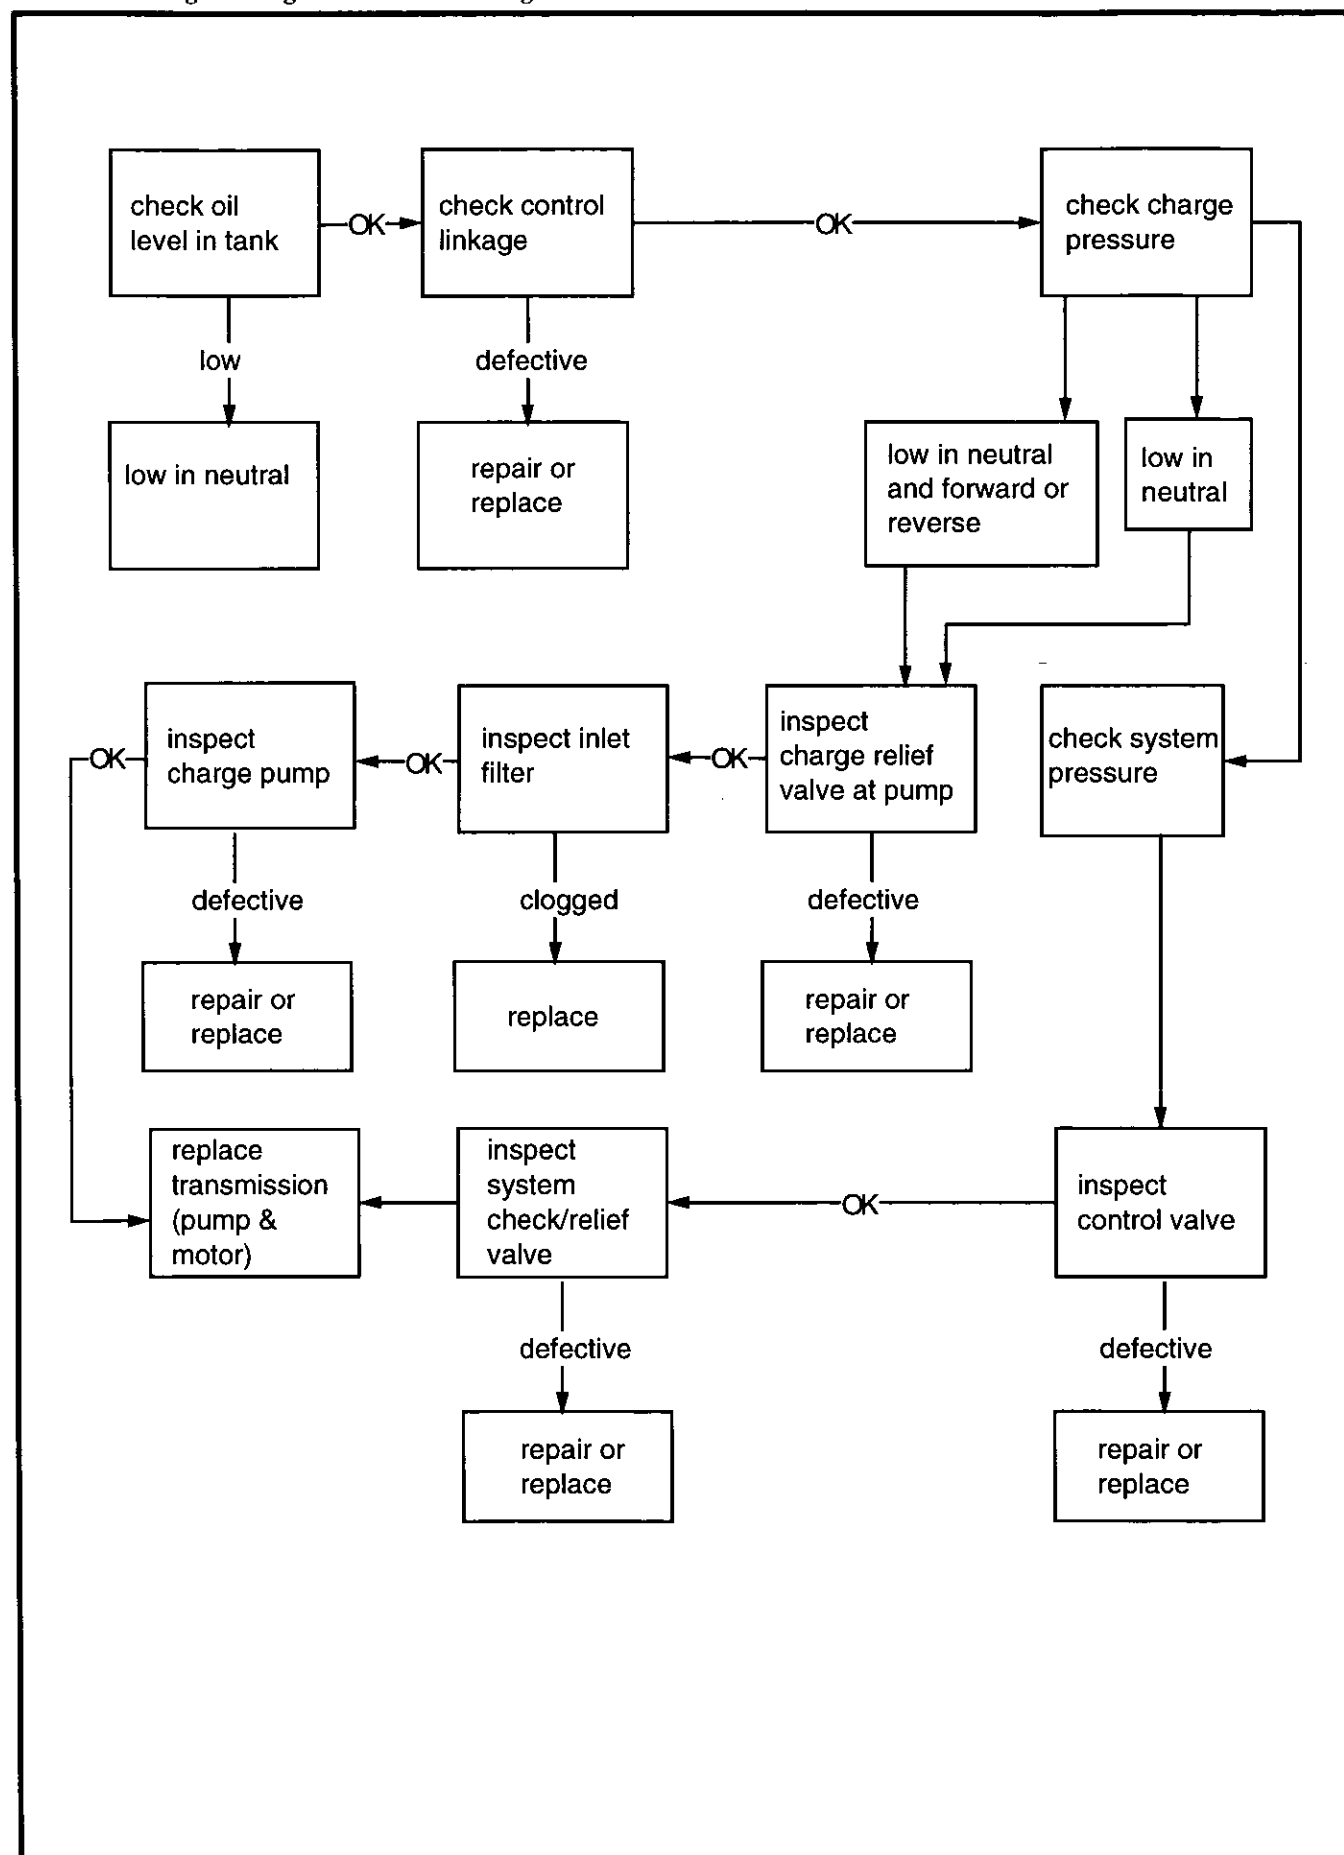 check oil
level in tank
OK
check control
linkage
OK
check charge
pressure
low
defective
low in neutral
repair or
replace
low in neutral
and forward or
reverse
low in
neutral
OK
inspect
charge pump
OK
inspect inlet
filter
OK
inspect
charge relief
valve at pump
check system
pressure
defective
clogged
defective
repair or
replace
replace
repair or
replace
replace
transmission
(pump &
motor)
inspect
system
check/relief
valve
OK
inspect
control valve
defective
defective
repair or
replace
repair or
replace